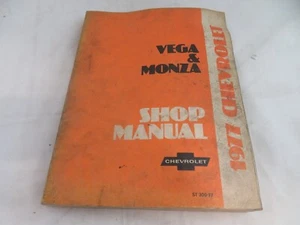 VEGA
&
MONZA
SHOP
MANUAL
CHEVROLET
1977 CHEVROLET